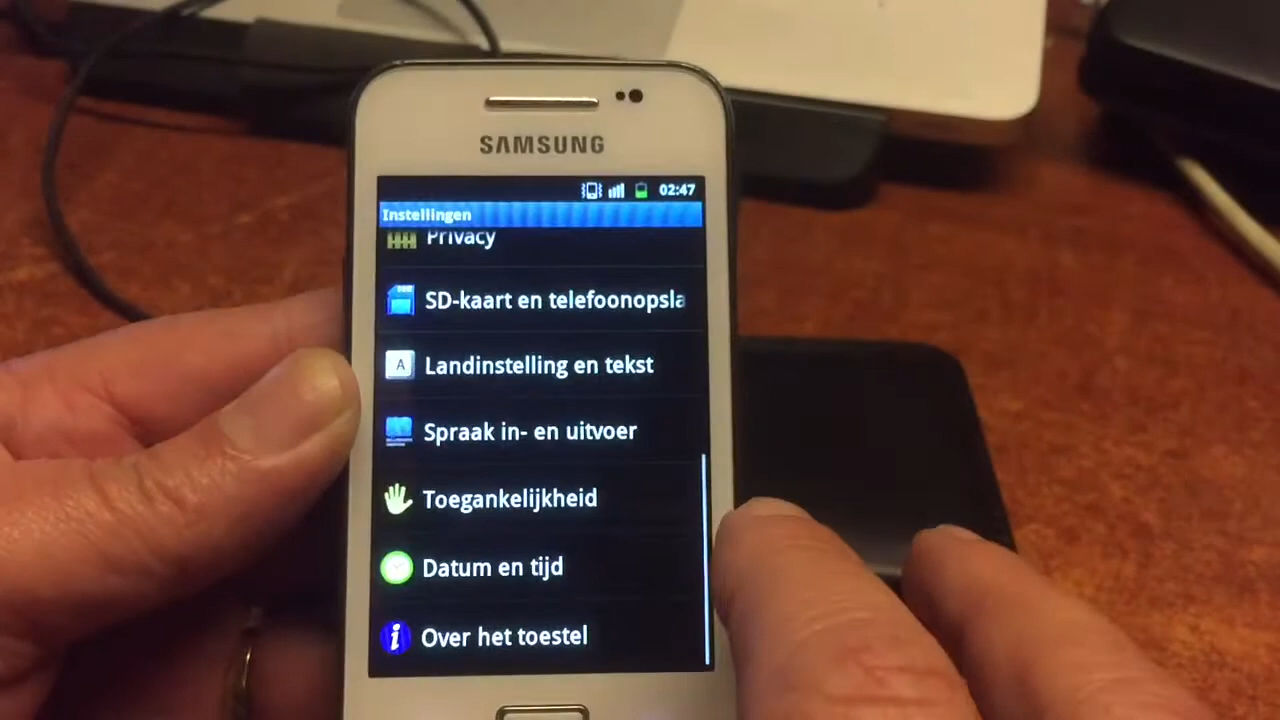 SAMSUNG
02:47
Instellingen
Privacy
SD-kaart en telefoonopsla
A
Landinstelling en tekst
Spraak in- en uitvoer
Toegankelijkheid
Datum en tijd
i
Over het toestel